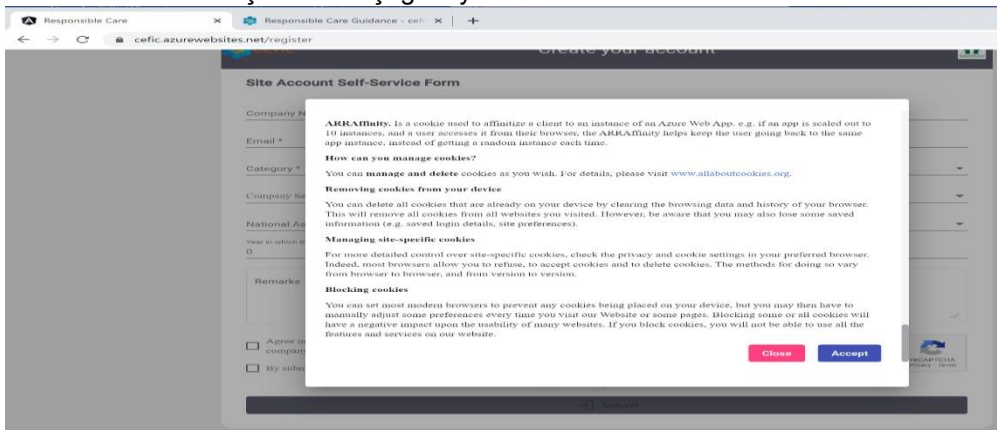 Responsible Care
Responsible Care Guidance - cefi
cefic.azurewebsites.net/register
Create your account
Site Account Self-Service Form
Company N
ARRAffinity. Is a cookie used to affinitize a client to an instance of an Azure Web App. e.g. if an app is scaled out to
10 instances, and a user accesses it from their browser, the ARRAffinity helps keep the user going back to the same
app instance, instead of getting a random instance each time.
Email *
How can you manage cookies?
Category *
You can manage and delete cookies as you wish. For details, please visit www.allaboutcookies.org.
Removing cookies from your device
Company Se
You can delete all cookies that are already on your device by clearing the browsing data and history of your browser.
This will remove all cookies from all websites you visited. However, be aware that you may also lose some saved
information (e.g. saved login details, site preferences).
National As
Managing site-specific cookies
Year in which
0
For more detailed control over site-specific cookies, check the privacy and cookie settings in your preferred browser.
Indeed, most browsers allow you to refuse, to accept cookies and to delete cookies. The methods for doing so vary
from browser to browser, and from version to version.
Remarks
Blocking cookies
You can set most modern browsers to prevent any cookies being placed on your device, but you may then have to
manually adjust some preferences every time you visit our Website or some pages. Blocking some or all cookies will
have a negative impact upon the usability of many websites. If you block cookies, you will not be able to use all the
features and services on our website.
Agree in
company
Close
Accept
reCAPTCHA
Privacy - Terms
By subm
Submit